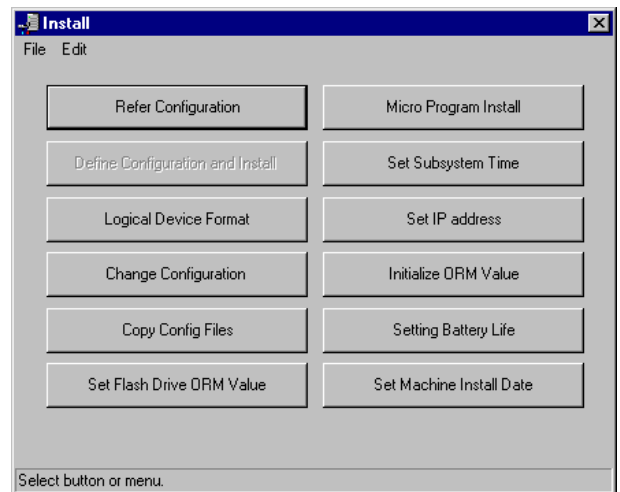 Install
File Edit
Refer Configuration
Micro Program Install
Define Configuration and Install
Set Subsystem Time
Logical Device Format
Set IP address
Change Configuration
Initialize ORM Value
Copy Config Files
Setting Battery Life
Set Flash Drive ORM Value
Set Machine Install Date
Select button or menu.